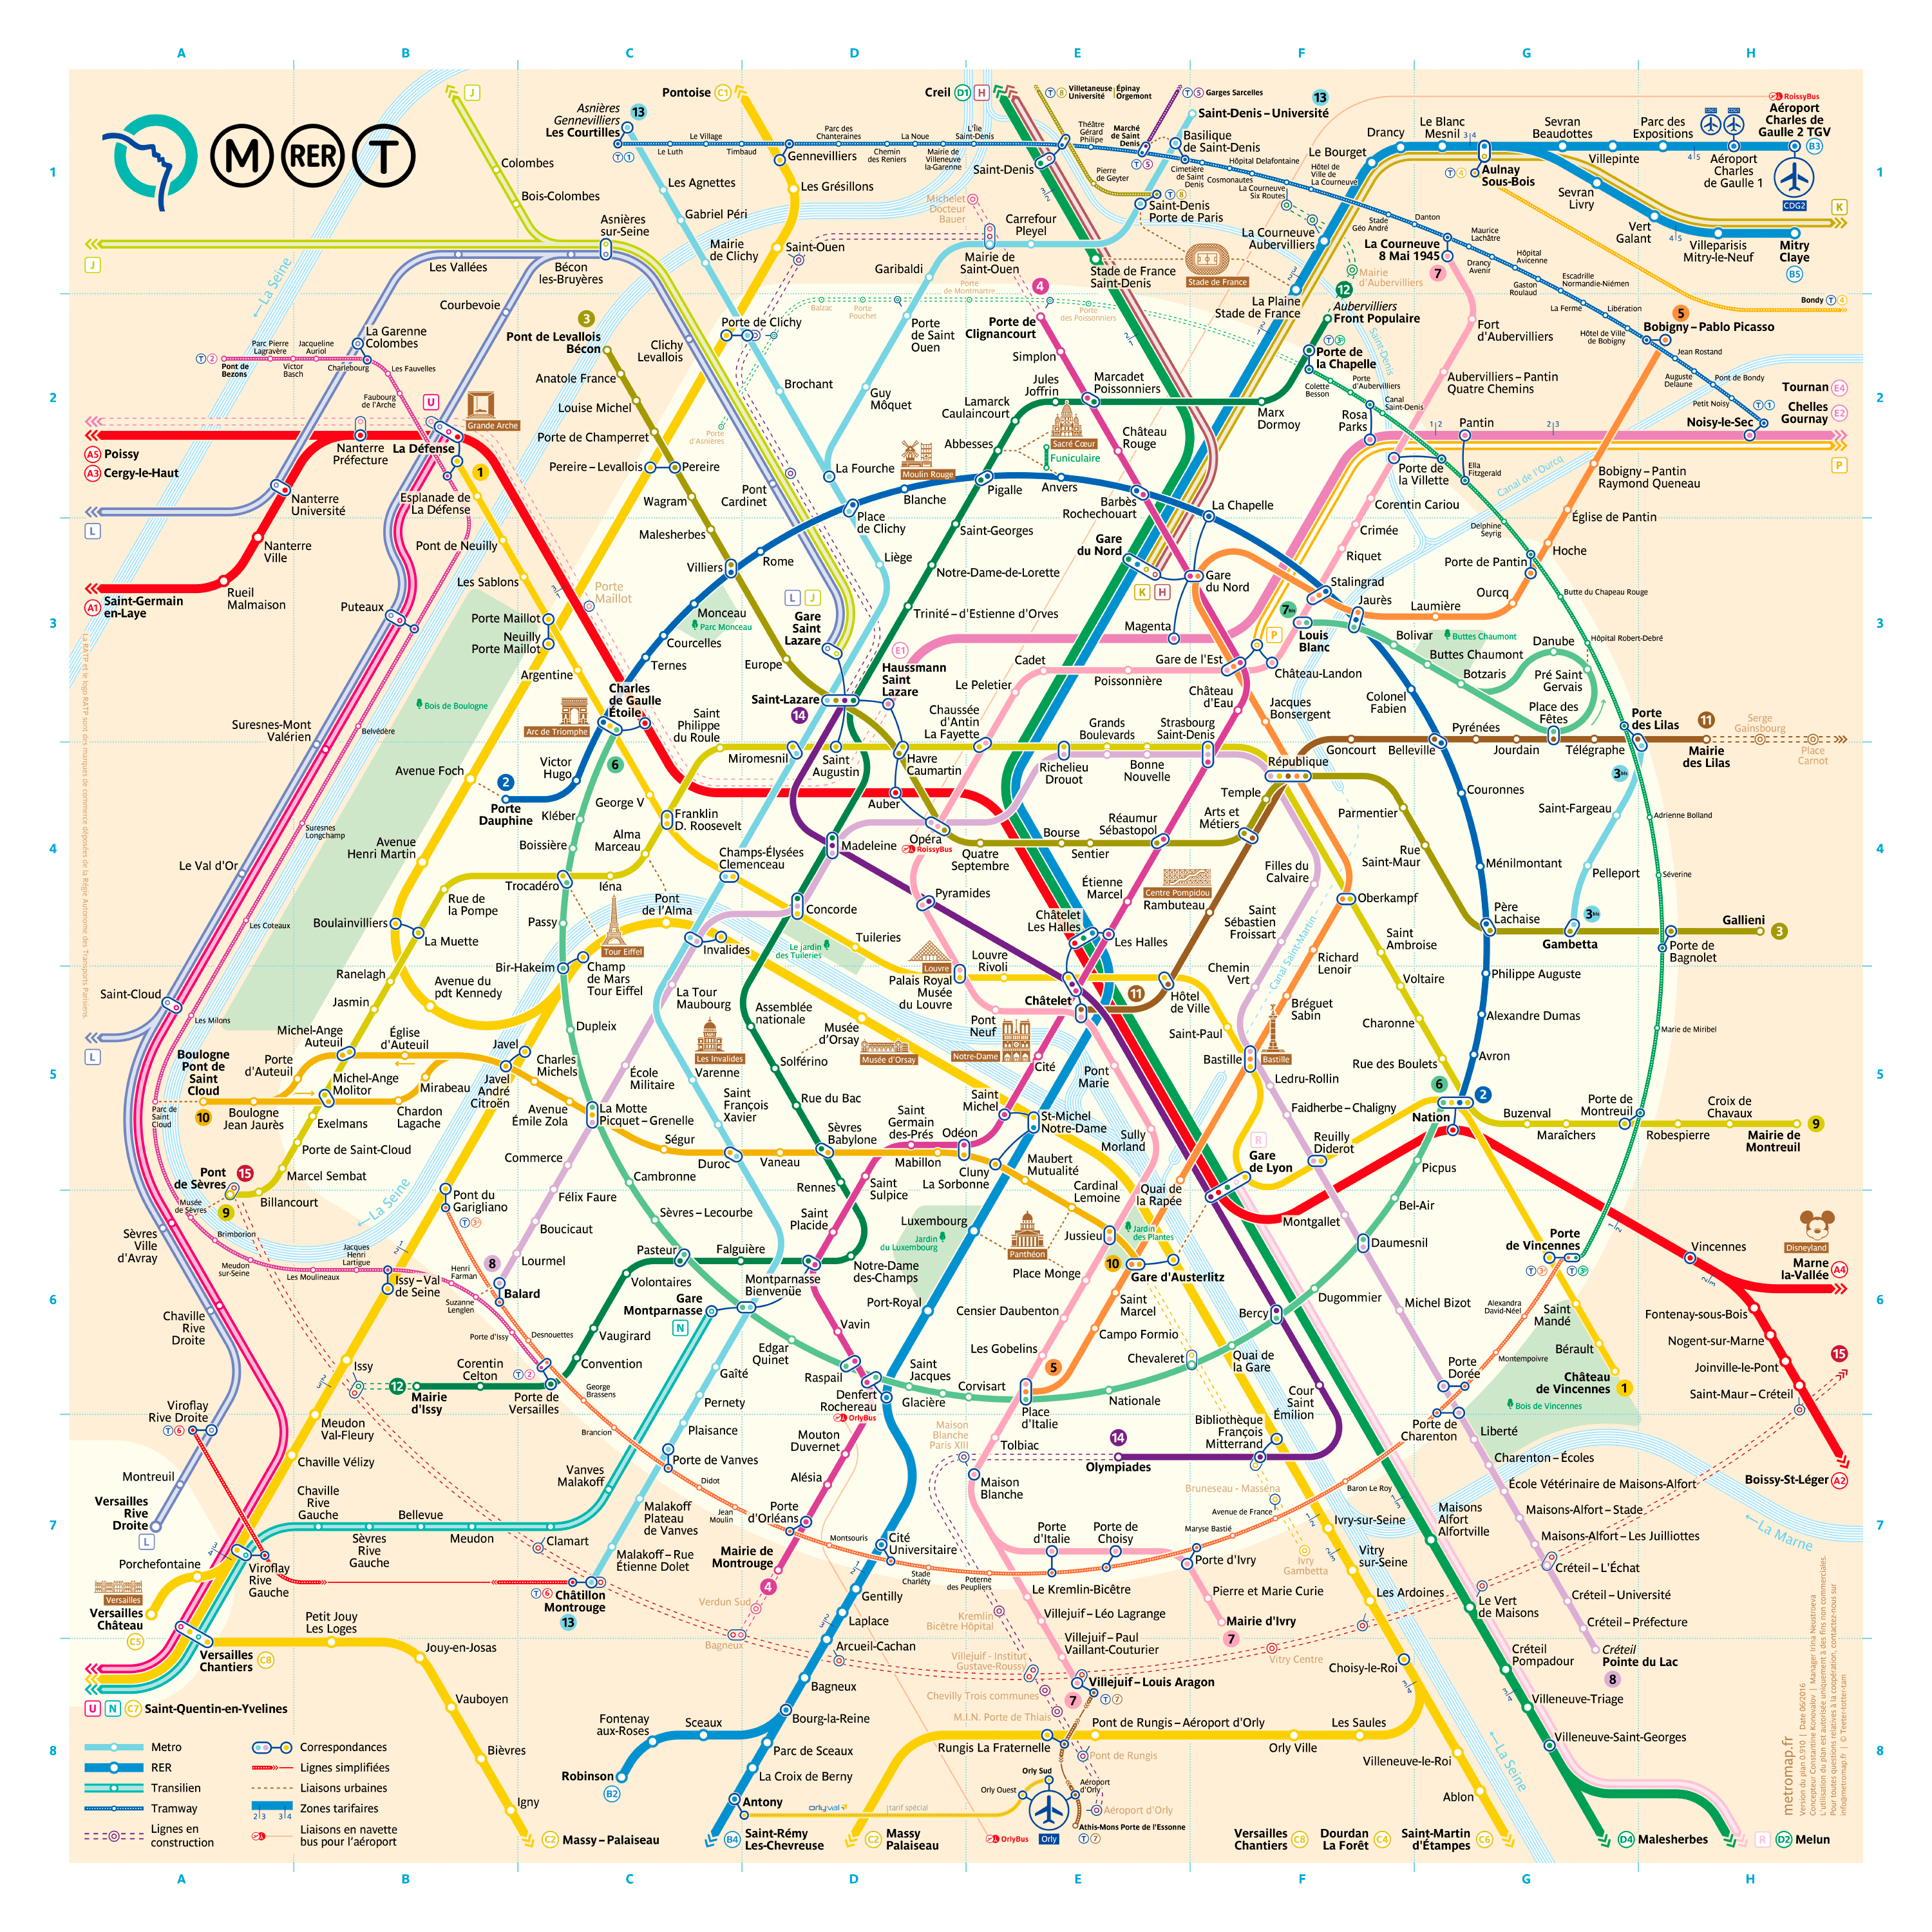 A B C D E F G H
1
2
3
4
5
6
7
8
M RER T
J
Pontoise C1
Asnières
Gennevilliers
Les Courtilles
13
T 1
Le Luth
Le Village
Timbaud
Gennevilliers
Parc des
Chanteraines
Chemin
des Reniers
La Noue
Mairie de
Villeneuve
la-Garenne
L'Île
Saint-Denis
Creil D1 H
T 8 Villetaneuse
Université
Épinay
Orgemont
T 5 Garges Sarcelles
Saint-Denis – Université
13
Théâtre
Gérard
Philipe
Marché
de Saint
Denis
Basilique
de Saint-Denis
Cimetière
de Saint
Denis
Hôpital Delafontaine
Cosmonautes
La Courneuve
Six Routes
Hôtel de
Ville de
La Courneuve
Stade
Géo André
Danton
Saint-Denis
Pierre
de Geyter
Saint-Denis
Porte de Paris
Le Bourget
Drancy
Le Blanc
Mesnil
Aulnay
Sous-Bois
Sevran
Beaudottes
Villepinte
Parc des
Expositions
Aéroport
Charles
de Gaulle 1
RoissyBus
Aéroport
Charles de
Gaulle 2 TGV
B3
CDG2
Sevran
Livry
Vert
Galant
Villeparisis
Mitry-le-Neuf
Mitry
Claye
B5
K
Colombes
Bois-Colombes
Asnières
sur-Seine
Les Vallées
Bécon
les-Bruyères
Courbevoie
Les Agnettes
Gabriel Péri
Mairie
de Clichy
Les Grésillons
Saint-Ouen
Michelet
Docteur
Bauer
Carrefour
Pleyel
Mairie de
Saint-Ouen
Garibaldi
Stade de France
Saint-Denis
Stade de France
La Courneuve
Aubervilliers
La Courneuve
8 Mai 1945
7
Mairie
d'Aubervilliers
Maurice
Lachâtre
Drancy
Avenir
Hôpital
Avicenne
Gaston
Roulaud
Escadrille
Normandie-Niémen
La Ferme
Libération
Hôtel de Ville
de Bobigny
Bondy T 4
5
Bobigny – Pablo Picasso
Jean Rostand
Auguste
Delaune
Pont de Bondy
Petit Noisy
Noisy-le-Sec
Tournan E4
Chelles
Gournay E2
La Plaine
Stade de France
12
Aubervilliers
Front Populaire
Fort
d'Aubervilliers
Aubervilliers – Pantin
Quatre Chemins
Porte de
la Chapelle
Colette
Besson
Porte
d'Aubervilliers
Canal
Saint-Denis
Rosa
Parks
Pantin
Ella
Fitzgerald
Porte de
la Villette
Corentin Cariou
Crimée
Riquet
Delphine
Seyrig
Bobigny – Pantin
Raymond Queneau
Église de Pantin
Hoche
Porte de Pantin
Ourcq
Laumière
Jaurès
Stalingrad
La Seine
La Garenne
Colombes
Parc Pierre
Lagravère
Jacqueline
Auriol
Victor
Basch
Charlebourg
Les Fauvelles
Pont de
Bezons
Faubourg
de l'Arche
Grande Arche
La Défense
Nanterre
Préfecture
A5 Poissy
A3 Cergy-le-Haut
Nanterre
Université
Nanterre
Ville
Rueil
Malmaison
A1 Saint-Germain
en-Laye
Esplanade de
La Défense
Pont de Neuilly
Les Sablons
Porte Maillot
Neuilly
Porte Maillot
Argentine
Puteaux
3
Pont de Levallois
Bécon
Anatole France
Louise Michel
Porte de Champerret
Pereire – Levallois
Pereire
Wagram
Malesherbes
Villiers
Clichy
Levallois
Porte de Clichy
Balzac
Porte
Pouchet
Porte
de Montmartre
Porte
des Poissonniers
Porte
d'Asnières
Pont
Cardinet
Brochant
Porte
de Saint
Ouen
Guy
Môquet
La Fourche
Place
de Clichy
Rome
Liège
Blanche
Pigalle
Anvers
Moulin Rouge
Sacré Cœur
Funiculaire
4
Porte de
Clignancourt
Simplon
Jules
Joffrin
Lamarck
Caulaincourt
Abbesses
Marcadet
Poissonniers
Château
Rouge
Marx
Dormoy
Barbès
Rochechouart
La Chapelle
Gare
du Nord
Saint-Georges
Notre-Dame-de-Lorette
Trinité – d'Estienne d'Orves
Magenta
Gare de l'Est
Château-Landon
Louis
Blanc
7bis
Bolivar
Buttes Chaumont
Botzaris
Danube
Pré Saint
Gervais
Place des
Fêtes
Butte du Chapeau Rouge
Hôpital Robert-Debré
Porte
des Lilas
11
Mairie
des Lilas
Serge
Gainsbourg
Place
Carnot
Porte
Maillot
Monceau
Parc Monceau
Courcelles
Ternes
Charles
de Gaulle
Étoile
Arc de Triomphe
Europe
Gare
Saint
Lazare
Saint-Lazare
14
Haussmann
Saint
Lazare
E1
Le Peletier
Cadet
Poissonnière
Château
d'Eau
Jacques
Bonsergent
Colonel
Fabien
Goncourt
Belleville
Pyrénées
Jourdain
Télégraphe
Bois de Boulogne
Suresnes-Mont
Valérien
Belvédère
Suresnes
Longchamp
Le Val d'Or
Les Coteaux
Saint-Cloud
Les Milons
Avenue Foch
2
Porte
Dauphine
Victor
Hugo
6
Kléber
Boissière
Trocadéro
Passy
Bir-Hakeim
George V
Alma
Marceau
Iéna
Saint
Philippe
du Roule
Franklin
D. Roosevelt
Miromesnil
Saint
Augustin
Havre
Caumartin
Chaussée
d'Antin
La Fayette
Auber
Opéra
RoissyBus
Richelieu
Drouot
Grands
Boulevards
Bonne
Nouvelle
Strasbourg
Saint-Denis
République
Temple
Arts et
Métiers
Réaumur
Sébastopol
Bourse
Sentier
Quatre
Septembre
Madeleine
Champs-Élysées
Clemenceau
Concorde
Tuileries
Le jardin
des Tuileries
Pyramides
Palais Royal
Musée
du Louvre
Louvre
Louvre
Rivoli
Étienne
Marcel
Centre Pompidou
Rambuteau
Châtelet
Les Halles
Les Halles
Châtelet
11
Hôtel
de Ville
Filles du
Calvaire
Saint
Sébastien
Froissart
Chemin
Vert
Parmentier
Rue
Saint-Maur
Oberkampf
Saint
Ambroise
Richard
Lenoir
Voltaire
Bréguet
Sabin
Charonne
Rue des Boulets
Couronnes
Ménilmontant
Père
Lachaise
Philippe Auguste
Alexandre Dumas
Avron
3bis
Saint-Fargeau
Pelleport
Gambetta
Adrienne Bolland
Séverine
Porte de
Bagnolet
Gallieni
3
Marie de Miribel
Avenue
Henri Martin
Rue de
la Pompe
Boulainvilliers
La Muette
Ranelagh
Jasmin
Avenue du
pdt Kennedy
Champ
de Mars
Tour Eiffel
Tour Eiffel
Pont
de l'Alma
Invalides
La Tour
Maubourg
Les Invalides
Varenne
École
Militaire
Assemblée
nationale
Musée
d'Orsay
Musée d'Orsay
Solférino
Rue du Bac
Pont
Neuf
Notre-Dame
Cité
Pont
Marie
Saint-Paul
Bastille
Bastille
Ledru-Rollin
Faidherbe – Chaligny
Nation
6
2
Buzenval
Maraîchers
Porte de
Montreuil
Robespierre
Croix de
Chavaux
Mairie de
Montreuil
9
Boulogne
Pont de
Saint
Cloud
10
Parc de
Saint
Cloud
Boulogne
Jean Jaurès
Porte
d'Auteuil
Michel-Ange
Auteuil
Michel-Ange
Molitor
Église
d'Auteuil
Chardon
Lagache
Mirabeau
Javel
Javel
André
Citroën
Charles
Michels
Dupleix
Avenue
Émile Zola
La Motte
Picquet – Grenelle
Exelmans
Porte de Saint-Cloud
Marcel Sembat
Billancourt
Pont
de Sèvres
15
9
Musée
de Sèvres
Brimborion
Meudon
sur-Seine
Les Moulineaux
Jacques
Henri
Lartigue
Issy – Val
de Seine
Henri
Farman
Suzanne
Lenglen
Porte d'Issy
Desnouettes
Pont du
Garigliano
8
Balard
Lourmel
Boucicaut
Félix Faure
Commerce
Cambronne
Sèvres – Lecourbe
Ségur
Duroc
Saint
François
Xavier
Vaneau
Sèvres
Babylone
Saint
Germain
des-Prés
Mabillon
Odéon
Saint
Michel
St-Michel
Notre-Dame
Cluny
La Sorbonne
Maubert
Mutualité
Cardinal
Lemoine
Jussieu
Sully
Morland
Quai de
la Rapée
Gare
de Lyon
Reuilly
Diderot
Montgallet
Picpus
Bel-Air
Daumesnil
Dugommier
Michel Bizot
Porte
de Vincennes
Vincennes
Disneyland
Marne
la-Vallée A4
Fontenay-sous-Bois
Nogent-sur-Marne
Joinville-le-Pont
Saint-Maur – Créteil
15
Boissy-St-Léger A2
Saint
Mandé
Bérault
Château
de Vincennes
1
Bois de Vincennes
Alexandra
David-Néel
Montempoivre
Porte
Dorée
Porte de
Charenton
Liberté
Charenton – Écoles
École Vétérinaire de Maisons-Alfort
Maisons-Alfort – Stade
Maisons-Alfort – Les Juilliottes
Créteil – L'Échat
Créteil – Université
Créteil – Préfecture
Créteil
Pointe du Lac
8
Sèvres
Ville
d'Avray
Chaville
Rive
Droite
Viroflay
Rive Droite
T 6
Montreuil
Versailles
Rive
Droite
L
Porchefontaine
Versailles
Versailles
Château
C5
Versailles
Chantiers C8
U N C7 Saint-Quentin-en-Yvelines
Viroflay
Rive
Gauche
Chaville
Rive
Gauche
Sèvres
Rive
Gauche
Bellevue
Meudon
Clamart
Chaville Vélizy
Meudon
Val-Fleury
Issy
12
Mairie
d'Issy
Corentin
Celton
Porte de
Versailles
Convention
Vaugirard
Volontaires
Pasteur
Falguière
Gare
Montparnasse
N
Montparnasse
Bienvenüe
Rennes
Saint
Placide
Saint
Sulpice
Notre-Dame
des-Champs
Luxembourg
Jardin
du Luxembourg
Port-Royal
Panthéon
Place Monge
Censier Daubenton
Les Gobelins
Jardin
des Plantes
10
Gare d'Austerlitz
Saint
Marcel
Campo Formio
5
Chevaleret
Quai de
la Gare
Bercy
Cour
Saint
Émilion
Bibliothèque
François
Mitterrand
14
Olympiades
Place
d'Italie
Nationale
Corvisart
Glacière
Saint
Jacques
Denfert
Rochereau
OrlyBus
Raspail
Edgar
Quinet
Vavin
Gaîté
Pernety
Plaisance
Porte de Vanves
Malakoff
Plateau
de Vanves
Malakoff – Rue
Étienne Dolet
Châtillon
Montrouge
13
Vanves
Malakoff
George
Brassens
Brancion
Didot
Jean
Moulin
Mouton
Duvernet
Alésia
Porte
d'Orléans
Mairie de
Montrouge
4
Verdun Sud
Bagneux
Montsouris
Cité
Universitaire
Stade
Charléty
Poterne
des Peupliers
Maison
Blanche
Paris XIII
Tolbiac
Maison
Blanche
Porte
d'Italie
Porte de
Choisy
Porte d'Ivry
Maryse Bastié
Avenue de France
Baron Le Roy
Bruneseau – Masséna
Ivry-sur-Seine
Ivry
Gambetta
Vitry
sur-Seine
Les Ardoines
Vitry Centre
Pierre et Marie Curie
Mairie d'Ivry
7
Le Kremlin-Bicêtre
Kremlin
Bicêtre Hôpital
Villejuif – Léo Lagrange
Villejuif – Paul
Vaillant-Couturier
Villejuif - Institut
Gustave-Roussy
Villejuif – Louis Aragon
7
T 7
Chevilly Trois communes
M.I.N. Porte de Thiais
Pont de Rungis – Aéroport d'Orly
Rungis La Fraternelle
Pont de Rungis
Orly Ville
Les Saules
Choisy-le-Roi
Villeneuve-le-Roi
Ablon
Maisons
Alfort
Alfortville
Le Vert
de Maisons
Créteil
Pompadour
Villeneuve-Triage
Villeneuve-Saint-Georges
La Marne
Gentilly
Laplace
Arcueil-Cachan
Bagneux
Bourg-la-Reine
Sceaux
Fontenay
aux-Roses
Robinson
B2
Parc de Sceaux
La Croix de Berny
Antony
B4 Saint-Rémy
Les-Chevreuse
orlyval
tarif spécial
Orly Sud
Orly Ouest
Orly
Aéroport
d'Orly
Aéroport d'Orly
Athis-Mons Porte de l'Essonne
T 7
OrlyBus
Petit Jouy
Les Loges
Jouy-en-Josas
Vauboyen
Bièvres
Igny
C2 Massy – Palaiseau
C2 Massy
Palaiseau
Versailles
Chantiers C8
Dourdan
La Forêt C4
Saint-Martin
d'Étampes C6
D4 Malesherbes
R D2 Melun
Metro
RER
Transilien
Tramway
Lignes en
construction
Correspondances
Lignes simplifiées
Liaisons urbaines
Zones tarifaires
Liaisons en navette
bus pour l'aéroport
metromap.fr
Version du plan 0.910 | Date 06/2016
Concepteur Constantine Konovalov | Manager Irina Neustroeva